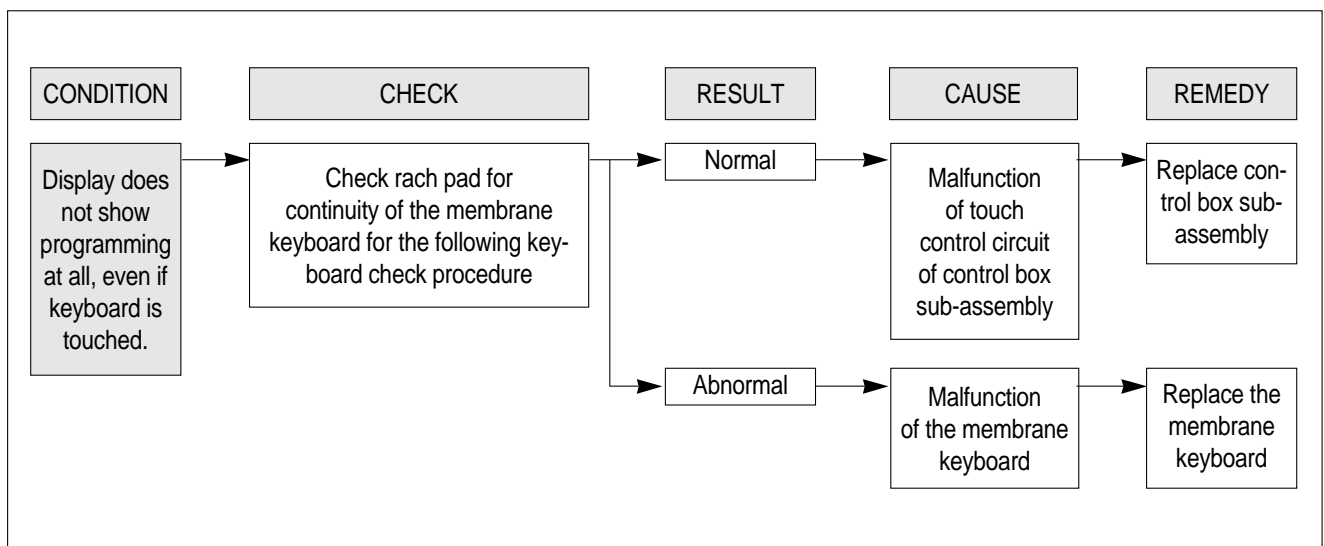 CONDITION
CHECK
RESULT
CAUSE
REMEDY
Display does
not show
programming
at all, even if
keyboard is
touched.
Check rach pad for
continuity of the membrane
keyboard for the following key-
board check procedure
Normal
Malfunction
of touch
control circuit
of control box
sub-assembly
Replace con-
trol box sub-
assembly
Abnormal
Malfunction
of the membrane
keyboard
Replace the
membrane
keyboard